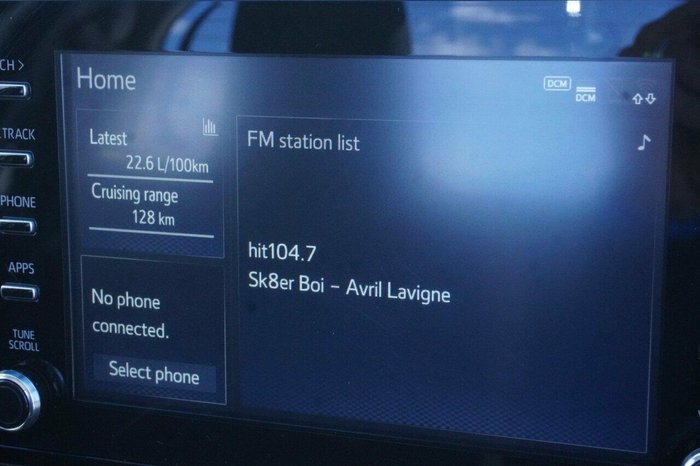 CH >
TRACK
PHONE
APPS
TUNE
SCROLL
Home
DCM
DCM
Latest
22.6 L/100km
Cruising range
128 km
No phone
connected.
Select phone
FM station list
hit104.7
Sk8er Boi - Avril Lavigne